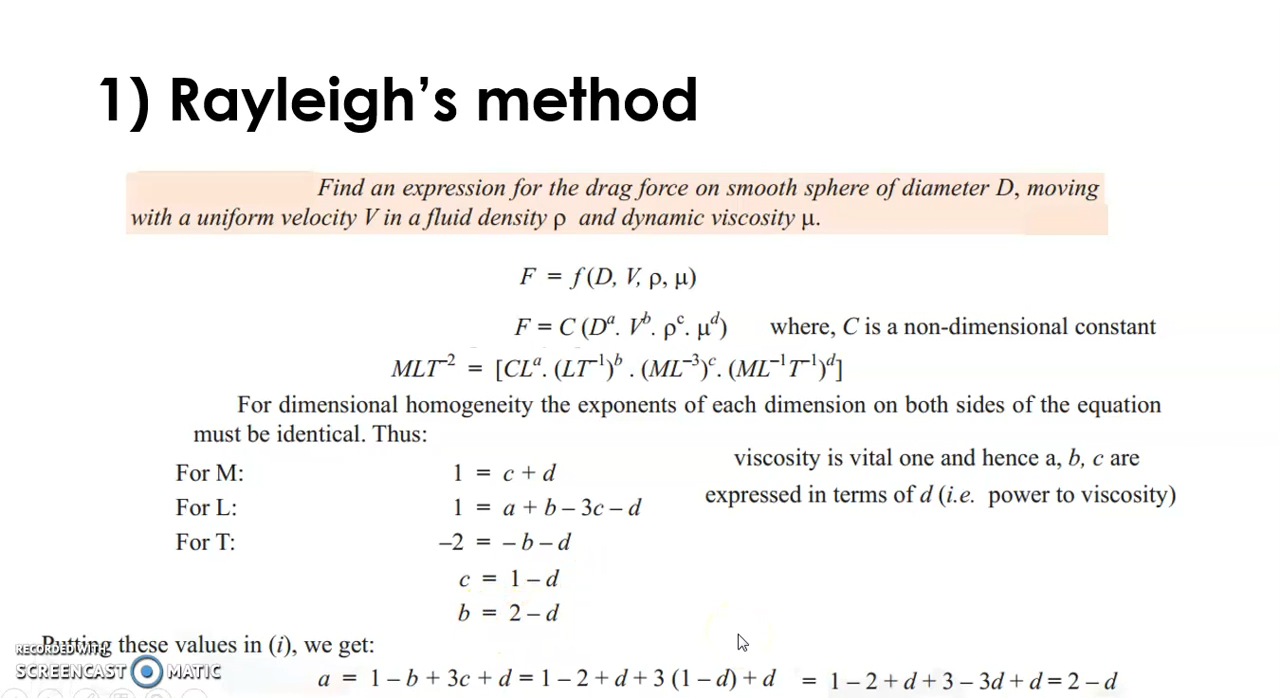 1) Rayleigh's method
Find an expression for the drag force on smooth sphere of diameter D, moving
with a uniform velocity V in a fluid density ρ and dynamic viscosity μ.
F = f (D, V, ρ, μ)
F = C (Dᵃ. Vᵇ. ρᶜ. μᵈ) where, C is a non-dimensional constant
MLT⁻² = [CLᵃ. (LT⁻¹)ᵇ . (ML⁻³)ᶜ. (ML⁻¹T⁻¹)ᵈ]
For dimensional homogeneity the exponents of each dimension on both sides of the equation
must be identical. Thus:
For M: 1 = c + d
For L: 1 = a + b – 3c – d
For T: –2 = – b – d
c = 1 – d
b = 2 – d
viscosity is vital one and hence a, b, c are
expressed in terms of d (i.e. power to viscosity)
Putting these values in (i), we get:
a = 1 – b + 3c + d = 1 – 2 + d + 3 (1 – d) + d = 1 – 2 + d + 3 – 3d + d = 2 – d
RECORDED WITH
SCREENCAST MATIC